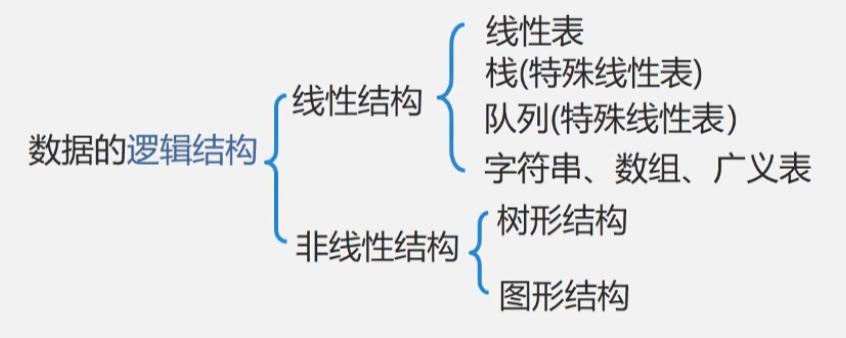 数据的逻辑结构
线性结构
线性表
栈(特殊线性表)
队列(特殊线性表)
字符串、数组、广义表
非线性结构
树形结构
图形结构